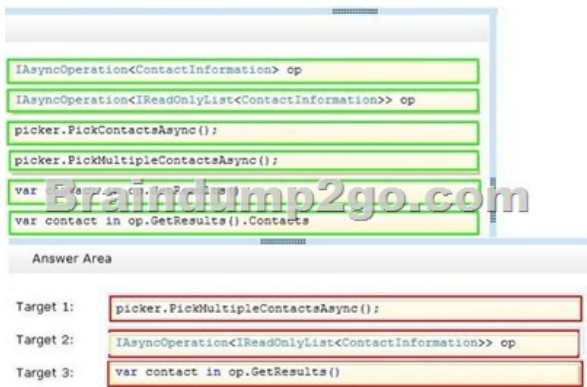 IAsyncOperation<ContactInformation> op
IAsyncOperation<IReadOnlyList<ContactInformation>> op
picker.PickContactsAsync();
picker.PickMultipleContactsAsync();
var
Braindump2go.com
var contact in op.GetResults().Contacts
Answer Area
Target 1:
picker.PickMultipleContactsAsync();
Target 2:
IAsyncOperation<IReadOnlyList<ContactInformation>> op
Target 3:
var contact in op.GetResults()